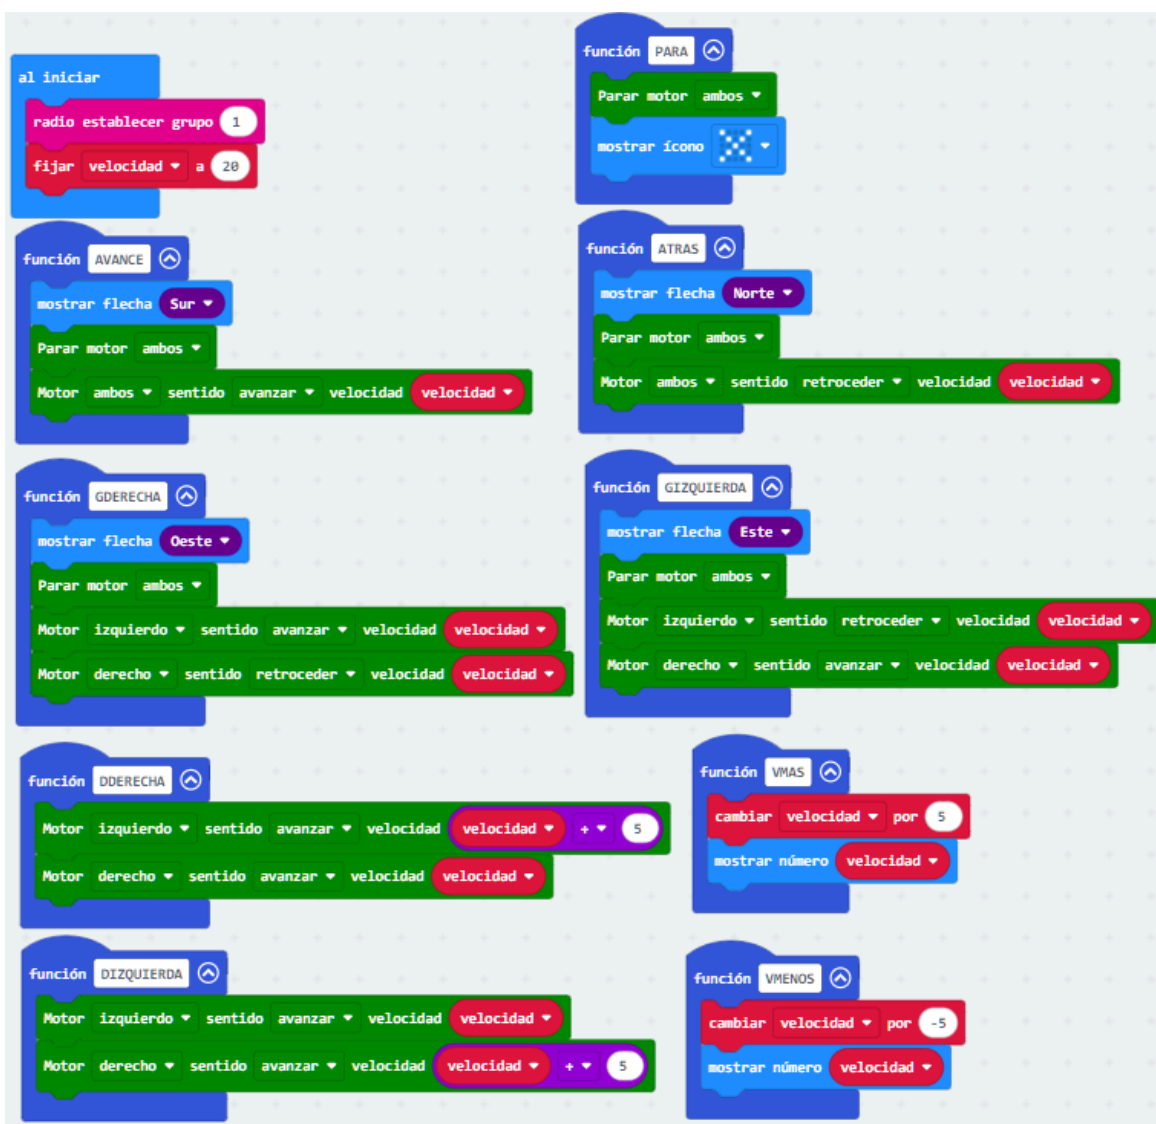 al iniciar
radio establecer grupo 1
fijar velocidad a 20
función PARA
Parar motor ambos
mostrar ícono
función AVANCE
mostrar flecha Sur
Parar motor ambos
Motor ambos sentido avanzar velocidad velocidad
función ATRAS
mostrar flecha Norte
Parar motor ambos
Motor ambos sentido retroceder velocidad velocidad
función GDERECHA
mostrar flecha Oeste
Parar motor ambos
Motor izquierdo sentido avanzar velocidad velocidad
Motor derecho sentido retroceder velocidad velocidad
función GIZQUIERDA
mostrar flecha Este
Parar motor ambos
Motor izquierdo sentido retroceder velocidad velocidad
Motor derecho sentido avanzar velocidad velocidad
función DDERECHA
Motor izquierdo sentido avanzar velocidad velocidad + 5
Motor derecho sentido avanzar velocidad velocidad
función VMAS
cambiar velocidad por 5
mostrar número velocidad
función DIZQUIERDA
Motor izquierdo sentido avanzar velocidad velocidad
Motor derecho sentido avanzar velocidad velocidad + 5
función VMENOS
cambiar velocidad por -5
mostrar número velocidad